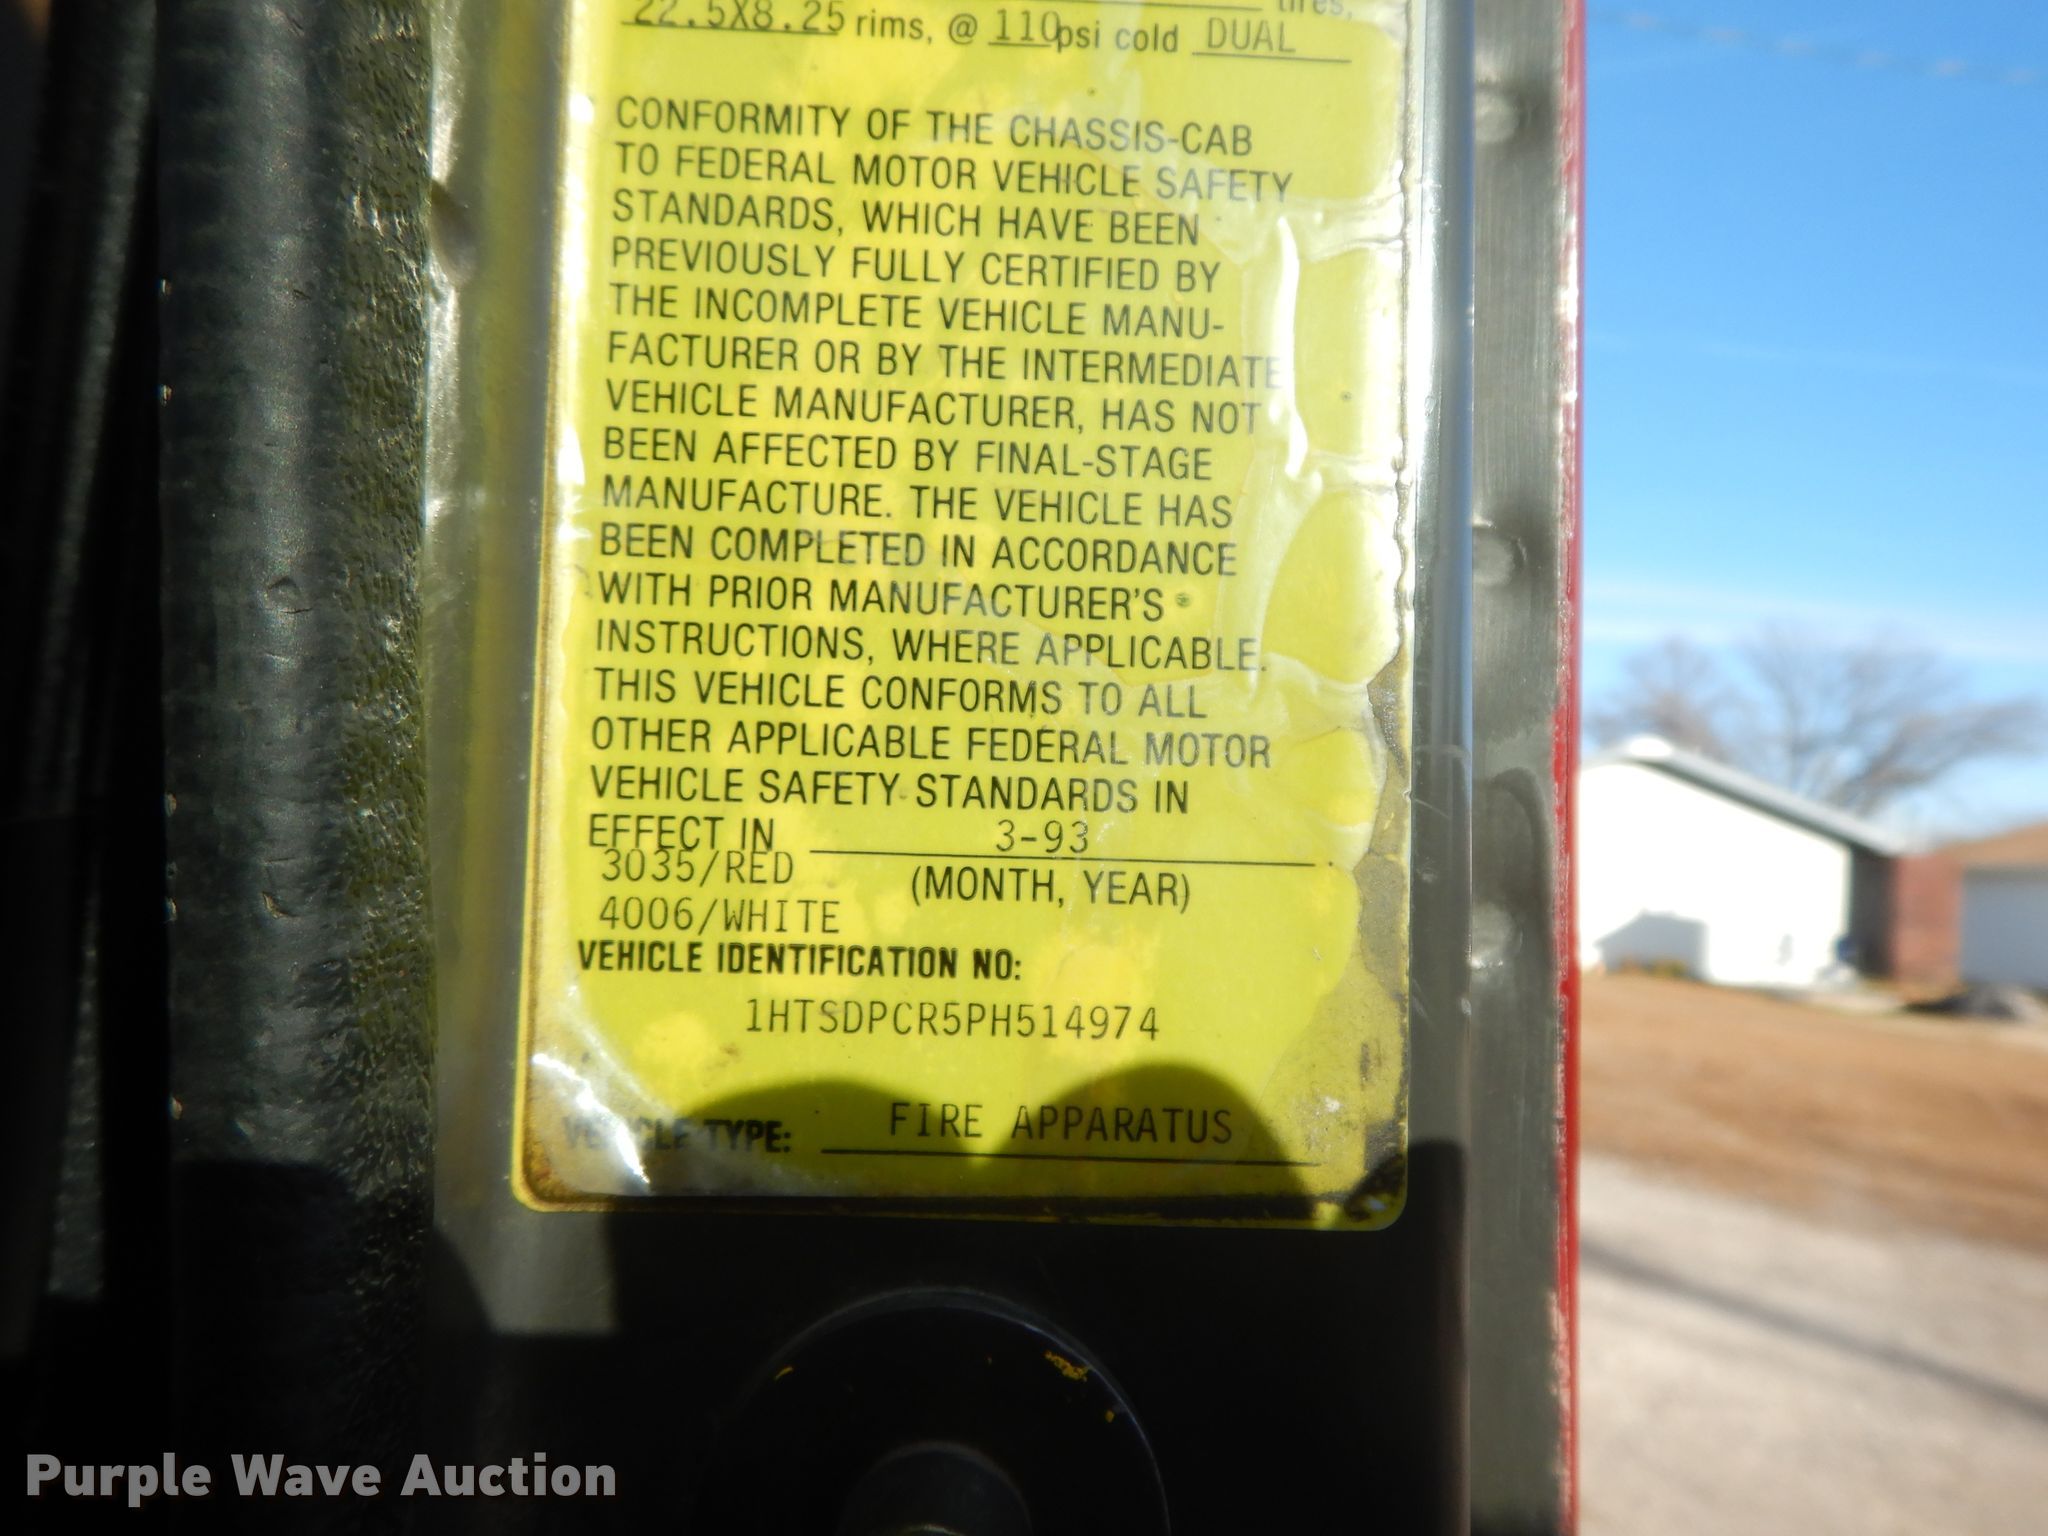 22.5X8.25 rims, @ 110psi cold DUAL
CONFORMITY OF THE CHASSIS-CAB
TO FEDERAL MOTOR VEHICLE SAFETY
STANDARDS, WHICH HAVE BEEN
PREVIOUSLY FULLY CERTIFIED BY
THE INCOMPLETE VEHICLE MANU-
FACTURER OR BY THE INTERMEDIATE
VEHICLE MANUFACTURER, HAS NOT
BEEN AFFECTED BY FINAL-STAGE
MANUFACTURE. THE VEHICLE HAS
BEEN COMPLETED IN ACCORDANCE
WITH PRIOR MANUFACTURER'S
INSTRUCTIONS, WHERE APPLICABLE.
THIS VEHICLE CONFORMS TO ALL
OTHER APPLICABLE FEDERAL MOTOR
VEHICLE SAFETY STANDARDS IN
EFFECT IN 3-93
3035/RED (MONTH, YEAR)
4006/WHITE
VEHICLE IDENTIFICATION NO:
1HTSDPCR5PH514974
VEHICLE TYPE: FIRE APPARATUS
Purple Wave Auction